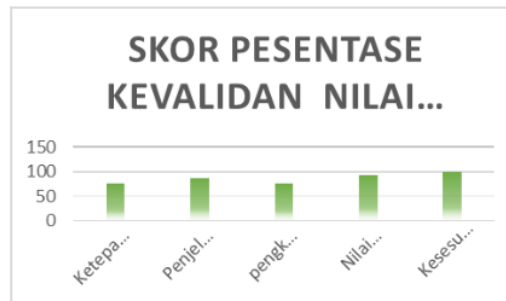 SKOR PESENTASE
KEVALIDAN NILAI...
150
100
50
0
Ketepa...
Penjel...
pengk...
Nilai...
Kesesu...